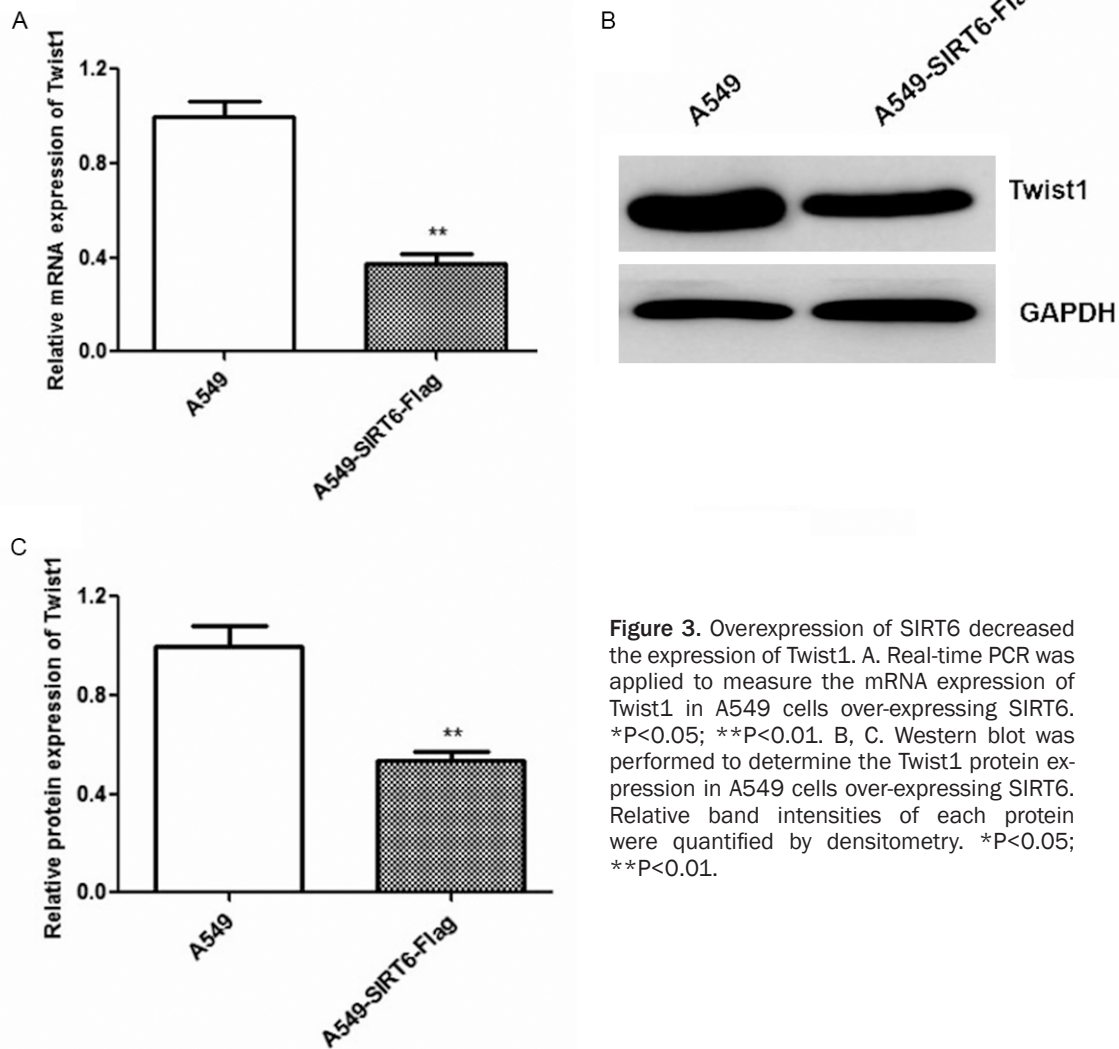 A
Relative mRNA expression of Twist1
1.2
0.8
0.4
0.0
**
A549
A549-SIRT6-Flag
B
A549
A549-SIRT6-Fla
Twist1
GAPDH
C
Relative protein expression of Twist1
1.2
0.8
0.4
0.0
**
A549
A549-SIRT6-Flag
Figure 3. Overexpression of SIRT6 decreased
the expression of Twist1. A. Real-time PCR was
applied to measure the mRNA expression of
Twist1 in A549 cells over-expressing SIRT6.
*P<0.05; **P<0.01. B, C. Western blot was
performed to determine the Twist1 protein ex-
pression in A549 cells over-expressing SIRT6.
Relative band intensities of each protein
were quantified by densitometry. *P<0.05;
**P<0.01.